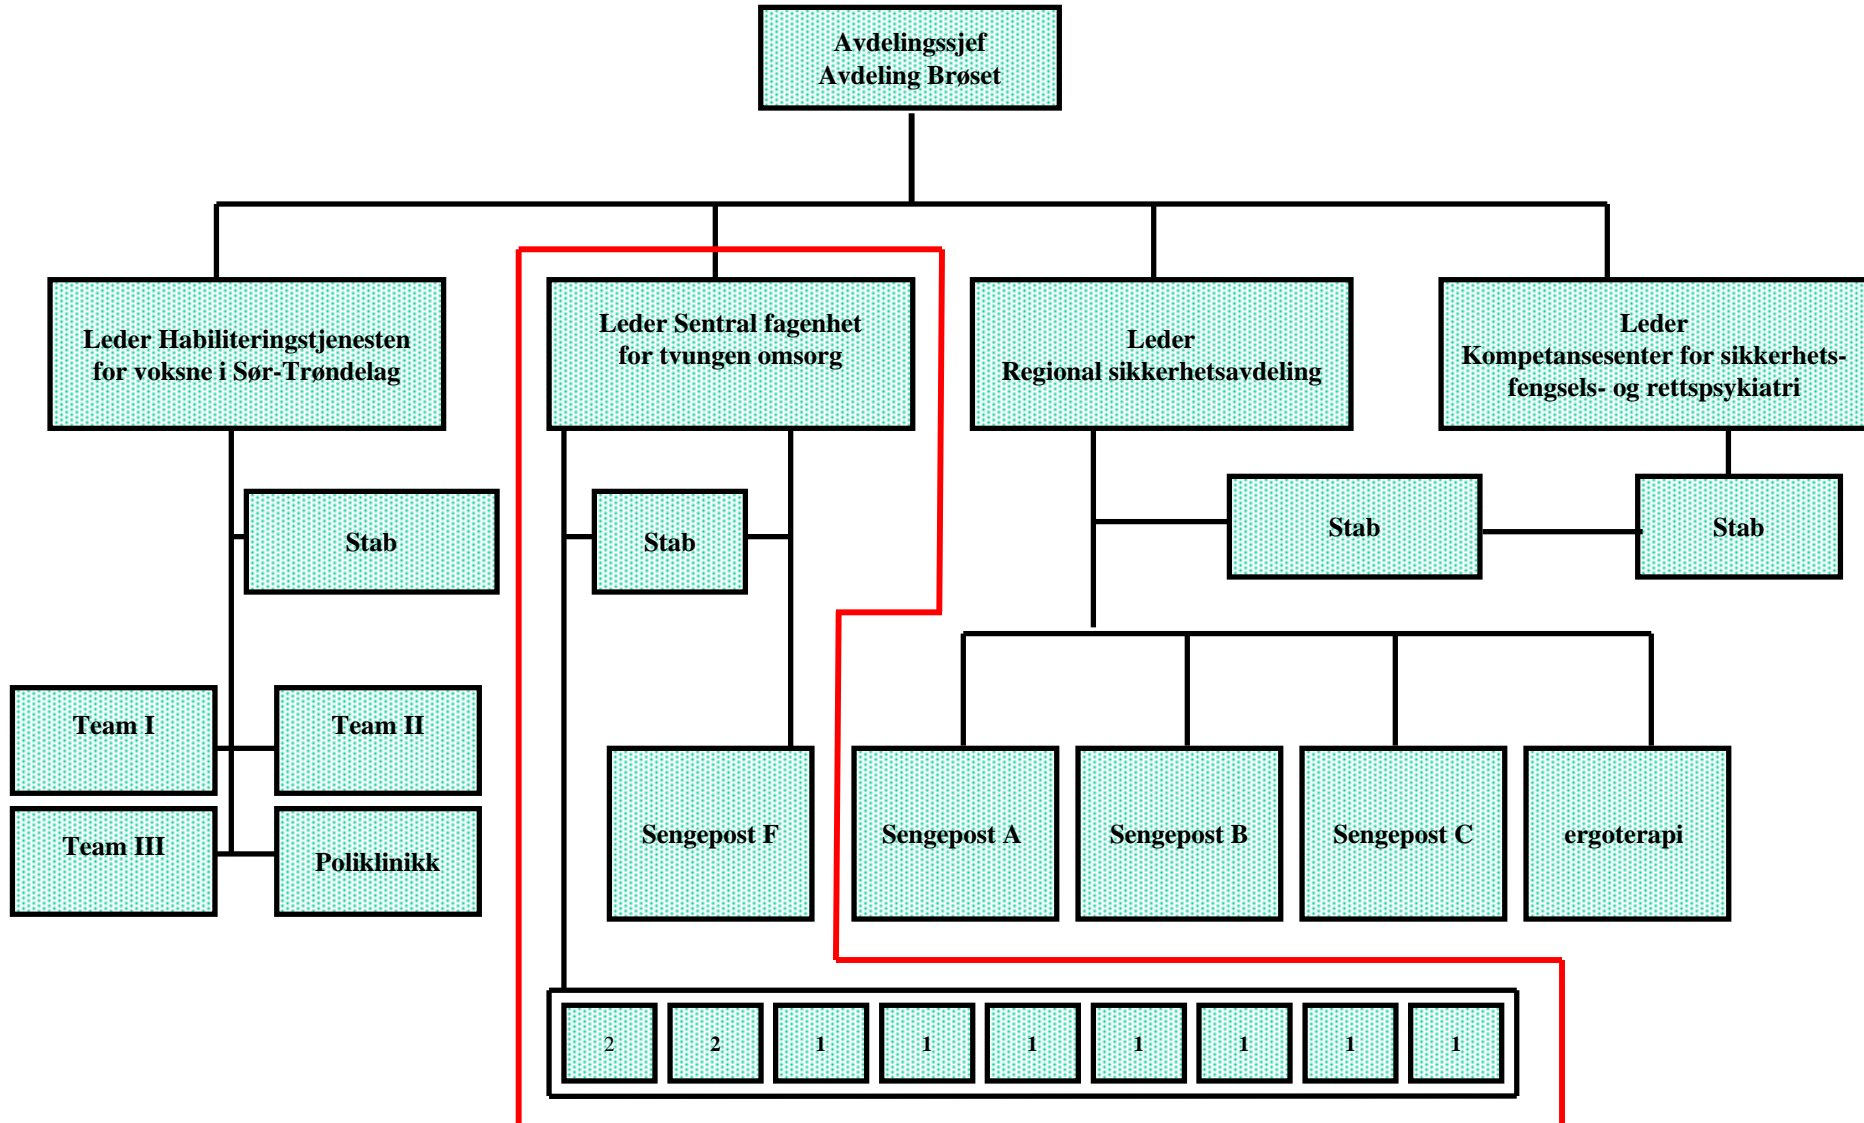 Avdelingssjef
Avdeling Brøset
Leder Habiliteringstjenesten
for voksne i Sør-Trøndelag
Leder Sentral fagenhet
for tvungen omsorg
Leder
Regional sikkerhetsavdeling
Leder
Kompetansesenter for sikkerhets-
fengsels- og rettspsykiatri
Stab
Stab
Stab
Stab
Team I
Team II
Team III
Poliklinikk
Sengepost F
Sengepost A
Sengepost B
Sengepost C
ergoterapi
2
2
1
1
1
1
1
1
1